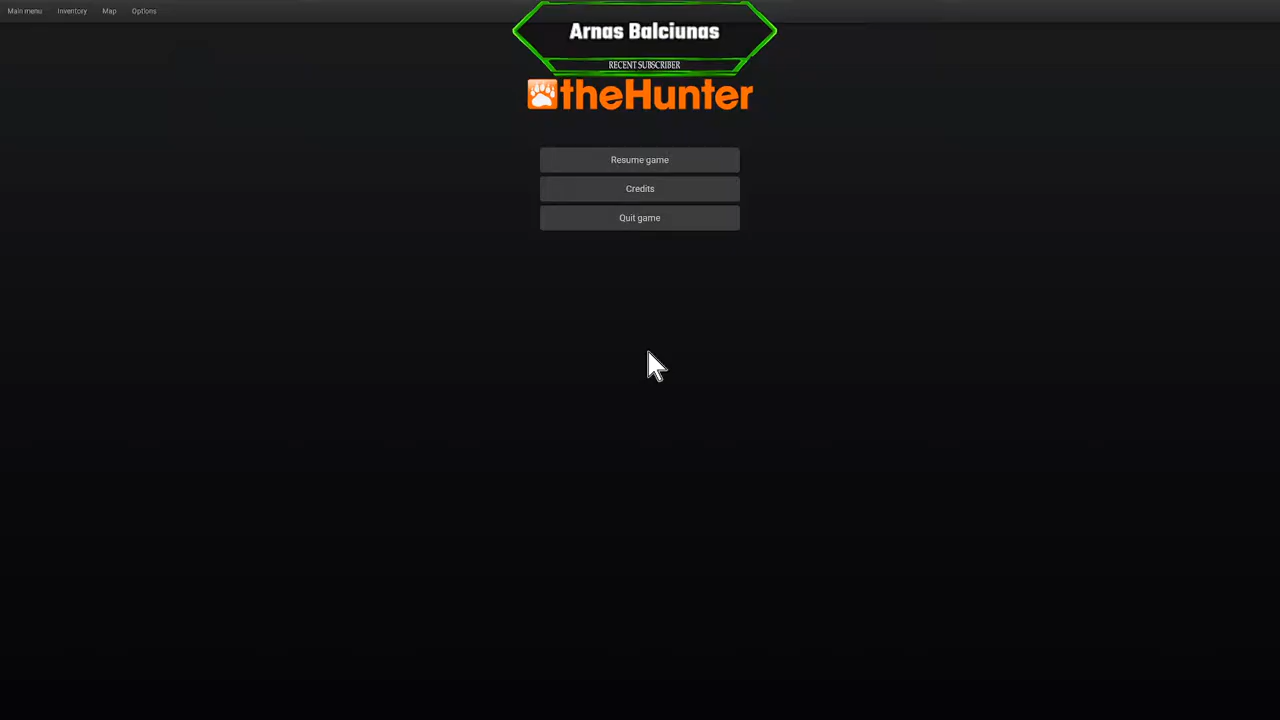 Main menu Inventory Map Options
Arnas Balciunas
RECENT SUBSCRIBER
theHunter
Resume game
Credits
Quit game